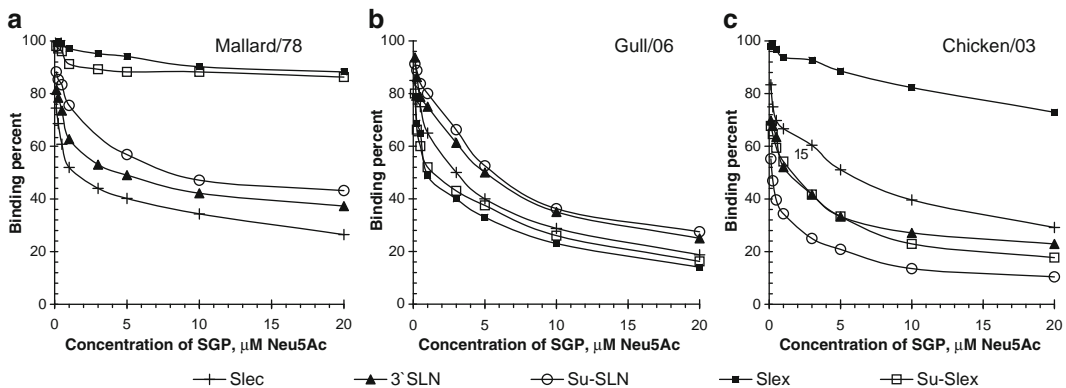 a
Mallard/78
100
80
60
40
20
0
Binding percent
0 5 10 15 20
Concentration of SGP, μM Neu5Ac
b
Gull/06
100
80
60
40
20
0
Binding percent
0 5 10 15 20
Concentration of SGP, μM Neu5Ac
c
Chicken/03
100
80
60
40
20
0
Binding percent
15
0 5 10 15 20
Concentration of SGP, μM Neu5Ac
Slec 3`SLN Su-SLN Slex Su-Slex